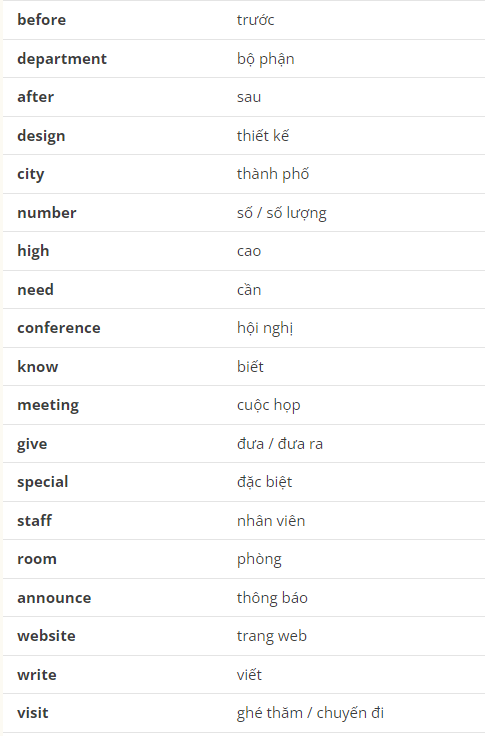 before trước
department bộ phận
after sau
design thiết kế
city thành phố
number số / số lượng
high cao
need cần
conference hội nghị
know biết
meeting cuộc họp
give đưa / đưa ra
special đặc biệt
staff nhân viên
room phòng
announce thông báo
website trang web
write viết
visit ghé thăm / chuyến đi